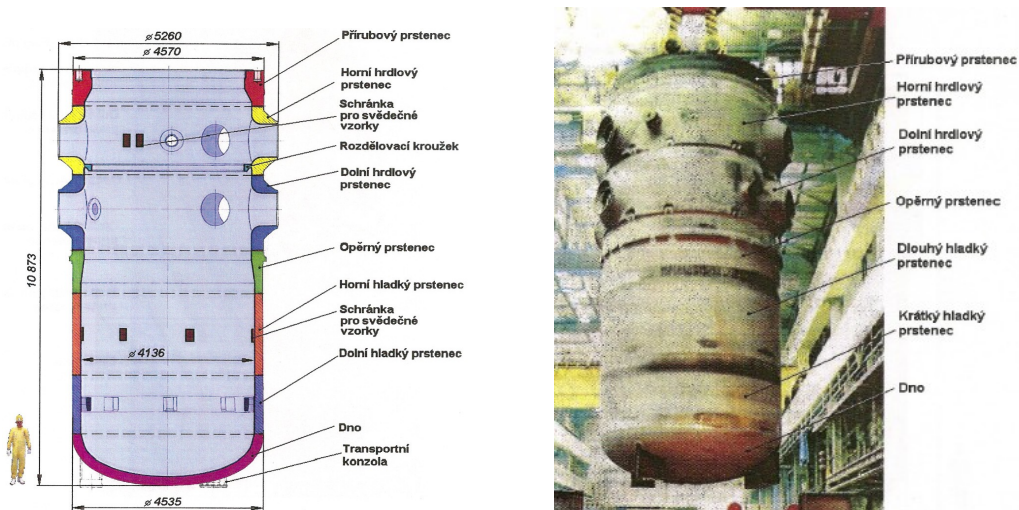 ⌀ 5260
⌀ 4570
10 873
⌀ 4136
⌀ 4535
Přírubový prstenec
Horní hrdlový
prstenec
Schránka
pro svědečné
vzorky
Rozdělovací kroužek
Dolní hrdlový
prstenec
Opěrný prstenec
Horní hladký prstenec
Schránka
pro svědečné
vzorky
Dolní hladký prstenec
Dno
Transportní
konzola
Přírubový prstenec
Horní hrdlový
prstenec
Dolní hrdlový
prstenec
Opěrný prstenec
Dlouhý hladký
prstenec
Krátký hladký
prstenec
Dno